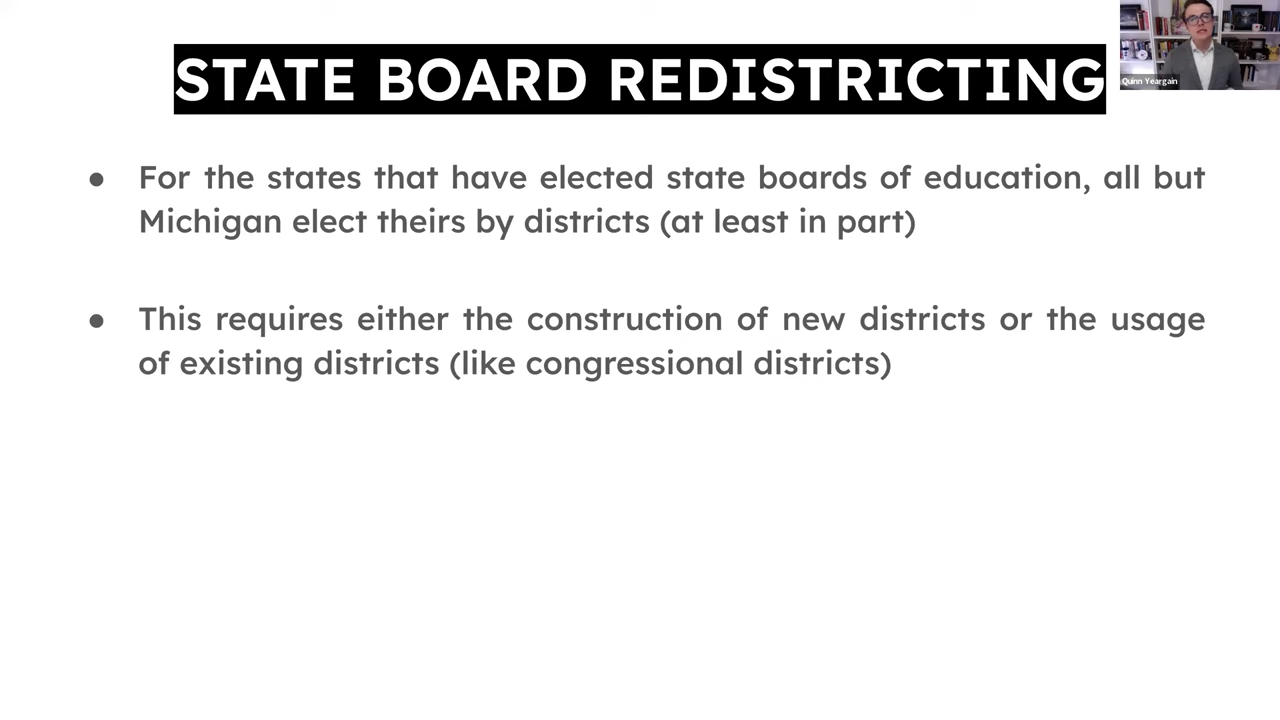 STATE BOARD REDISTRICTING
Quinn Yeargain
● For the states that have elected state boards of education, all but
Michigan elect theirs by districts (at least in part)
● This requires either the construction of new districts or the usage
of existing districts (like congressional districts)